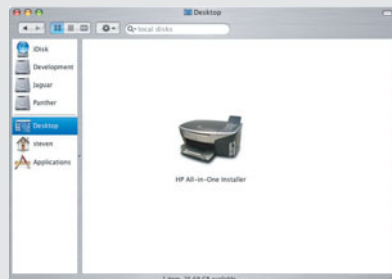 Desktop
local disks
iDisk
Development
Jaguar
Panther
Desktop
steven
Applications
HP All-in-One Installer